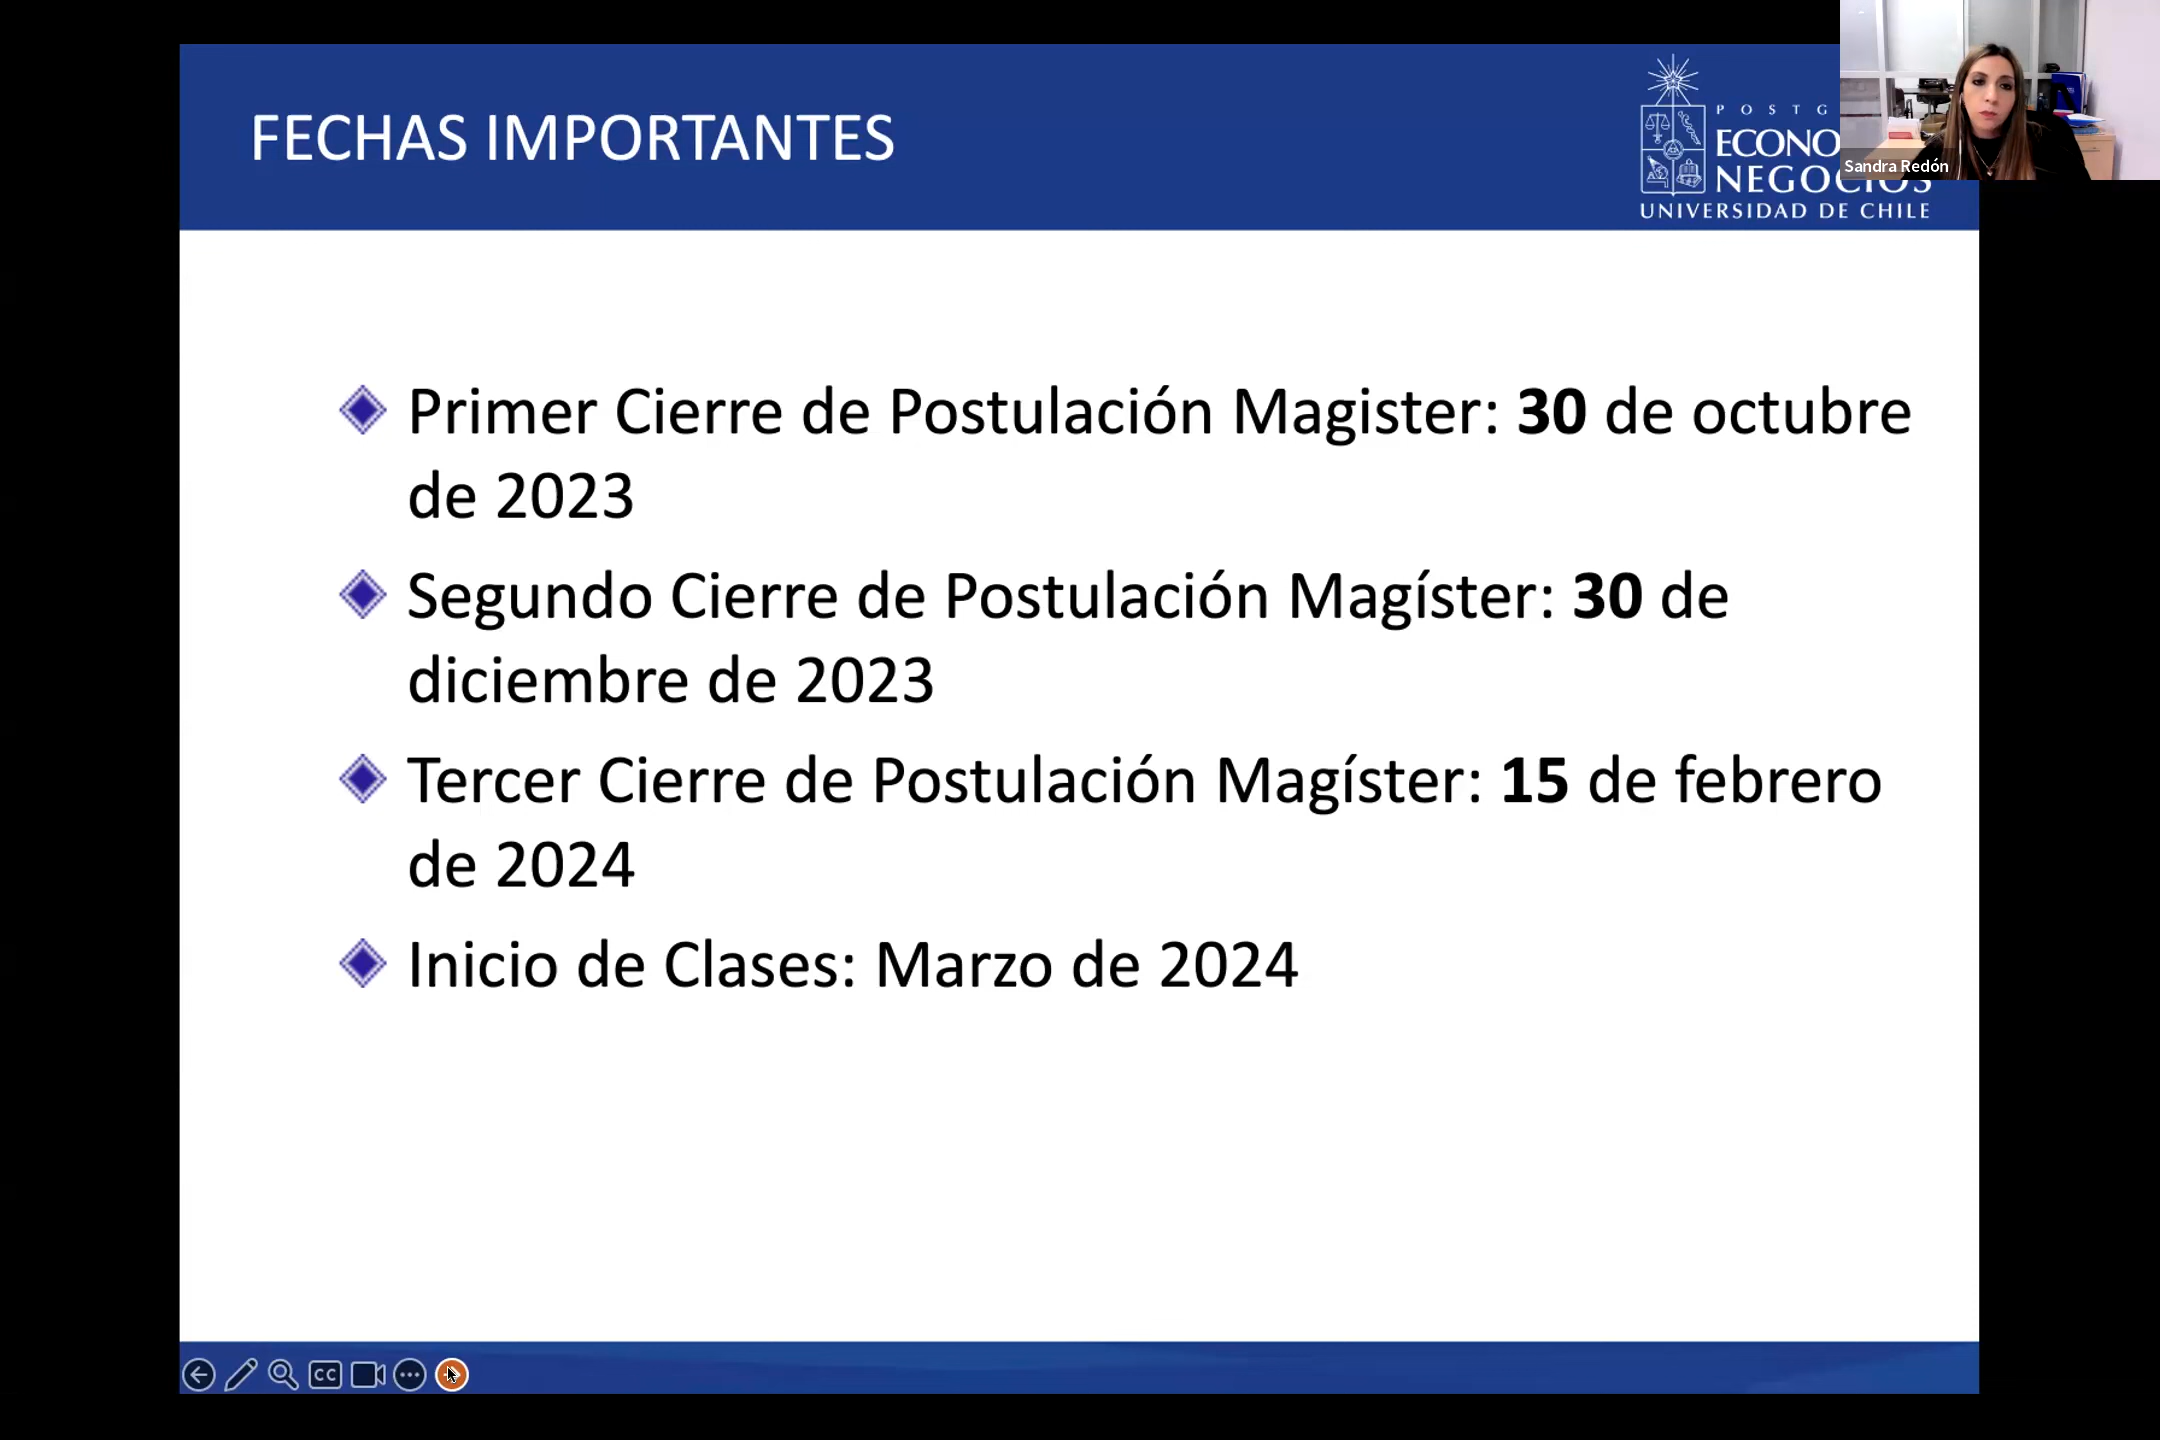 FECHAS IMPORTANTES
POSTG
ECONO
NEGOCIOS
UNIVERSIDAD DE CHILE
Sandra Redón
Primer Cierre de Postulación Magister: 30 de octubre
de 2023
Segundo Cierre de Postulación Magíster: 30 de
diciembre de 2023
Tercer Cierre de Postulación Magíster: 15 de febrero
de 2024
Inicio de Clases: Marzo de 2024
CC